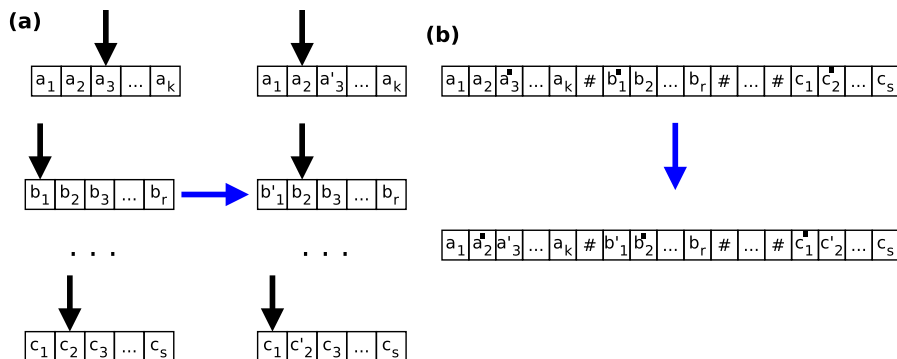 (a)
(b)
a1 a2 a3 ... ak
a1 a2 a'3 ... ak
a1 a2 a3 ... ak # b1 b2 ... br # ... # c1 c2 ... cs
b1 b2 b3 ... br
b'1 b2 b3 ... br
a1 a2 a'3 ... ak # b'1 b2 ... br # ... # c1 c'2 ... cs
. . .
. . .
c1 c2 c3 ... cs
c1 c'2 c3 ... cs